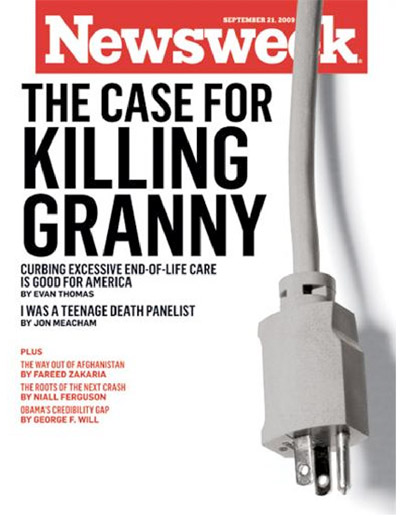 SEPTEMBER 21, 2009
Newsweek
THE CASE FOR
KILLING
GRANNY
CURBING EXCESSIVE END-OF-LIFE CARE
IS GOOD FOR AMERICA
BY EVAN THOMAS
I WAS A TEENAGE DEATH PANELIST
BY JON MEACHAM
PLUS
THE WAY OUT OF AFGHANISTAN
BY FAREED ZAKARIA
THE ROOTS OF THE NEXT CRASH
BY NIALL FERGUSON
OBAMA'S CREDIBILITY GAP
BY GEORGE F. WILL